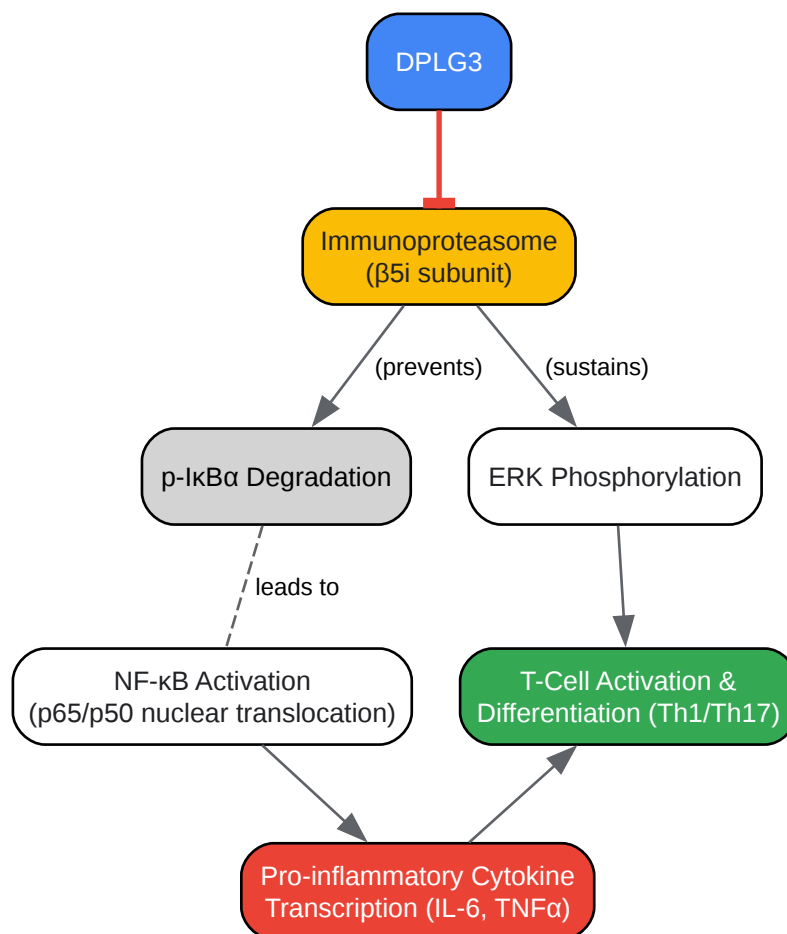 DPLG3
Immunoproteasome
(β5i subunit)
(prevents)
(sustains)
p-IκBα Degradation
ERK Phosphorylation
leads to
NF-κB Activation
(p65/p50 nuclear translocation)
T-Cell Activation &
Differentiation (Th1/Th17)
Pro-inflammatory Cytokine
Transcription (IL-6, TNFα)